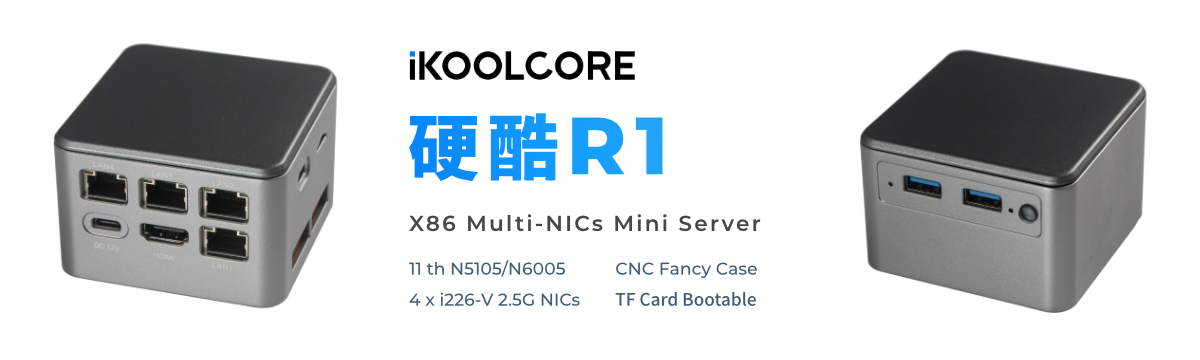 LAN4
LAN3
LAN2
DC 12V
HDMI
LAN1
iKOOLCORE
硬酷R1
X86 Multi-NICs Mini Server
11 th N5105/N6005
CNC Fancy Case
4 x i226-V 2.5G NICs
TF Card Bootable